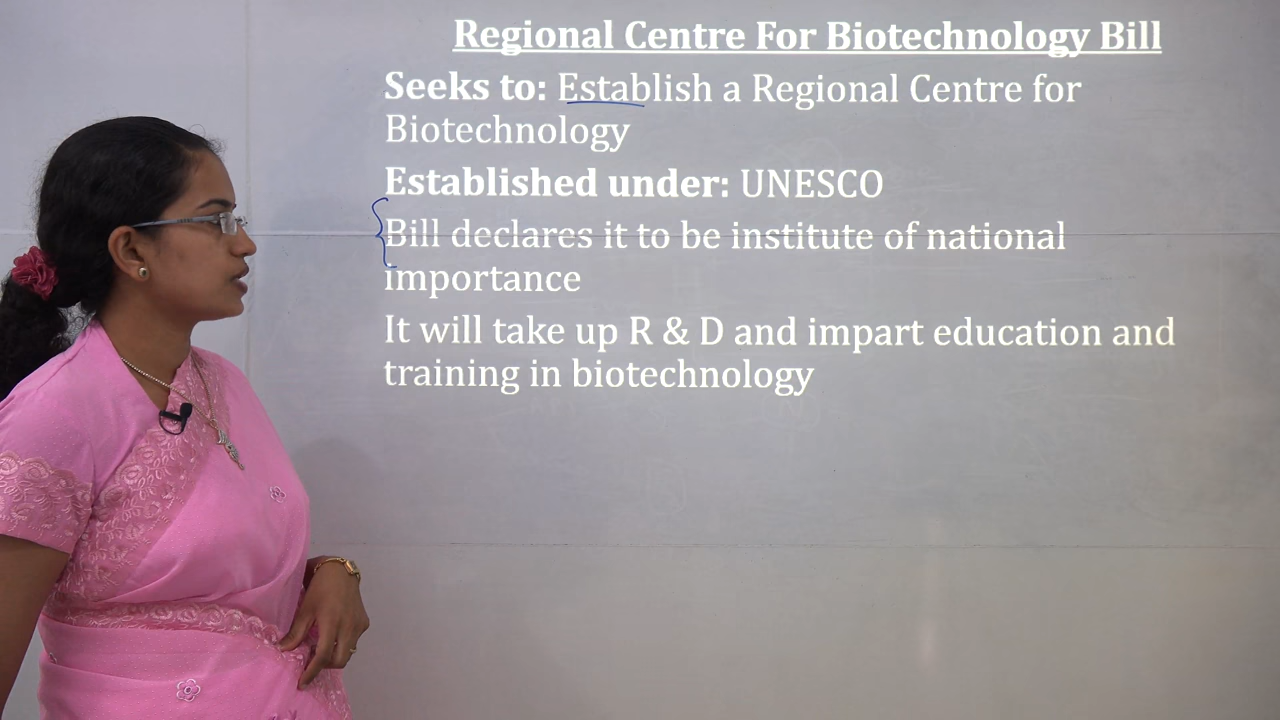 Regional Centre For Biotechnology Bill
Seeks to: Establish a Regional Centre for
Biotechnology
Established under: UNESCO
Bill declares it to be institute of national
importance
It will take up R & D and impart education and
training in biotechnology